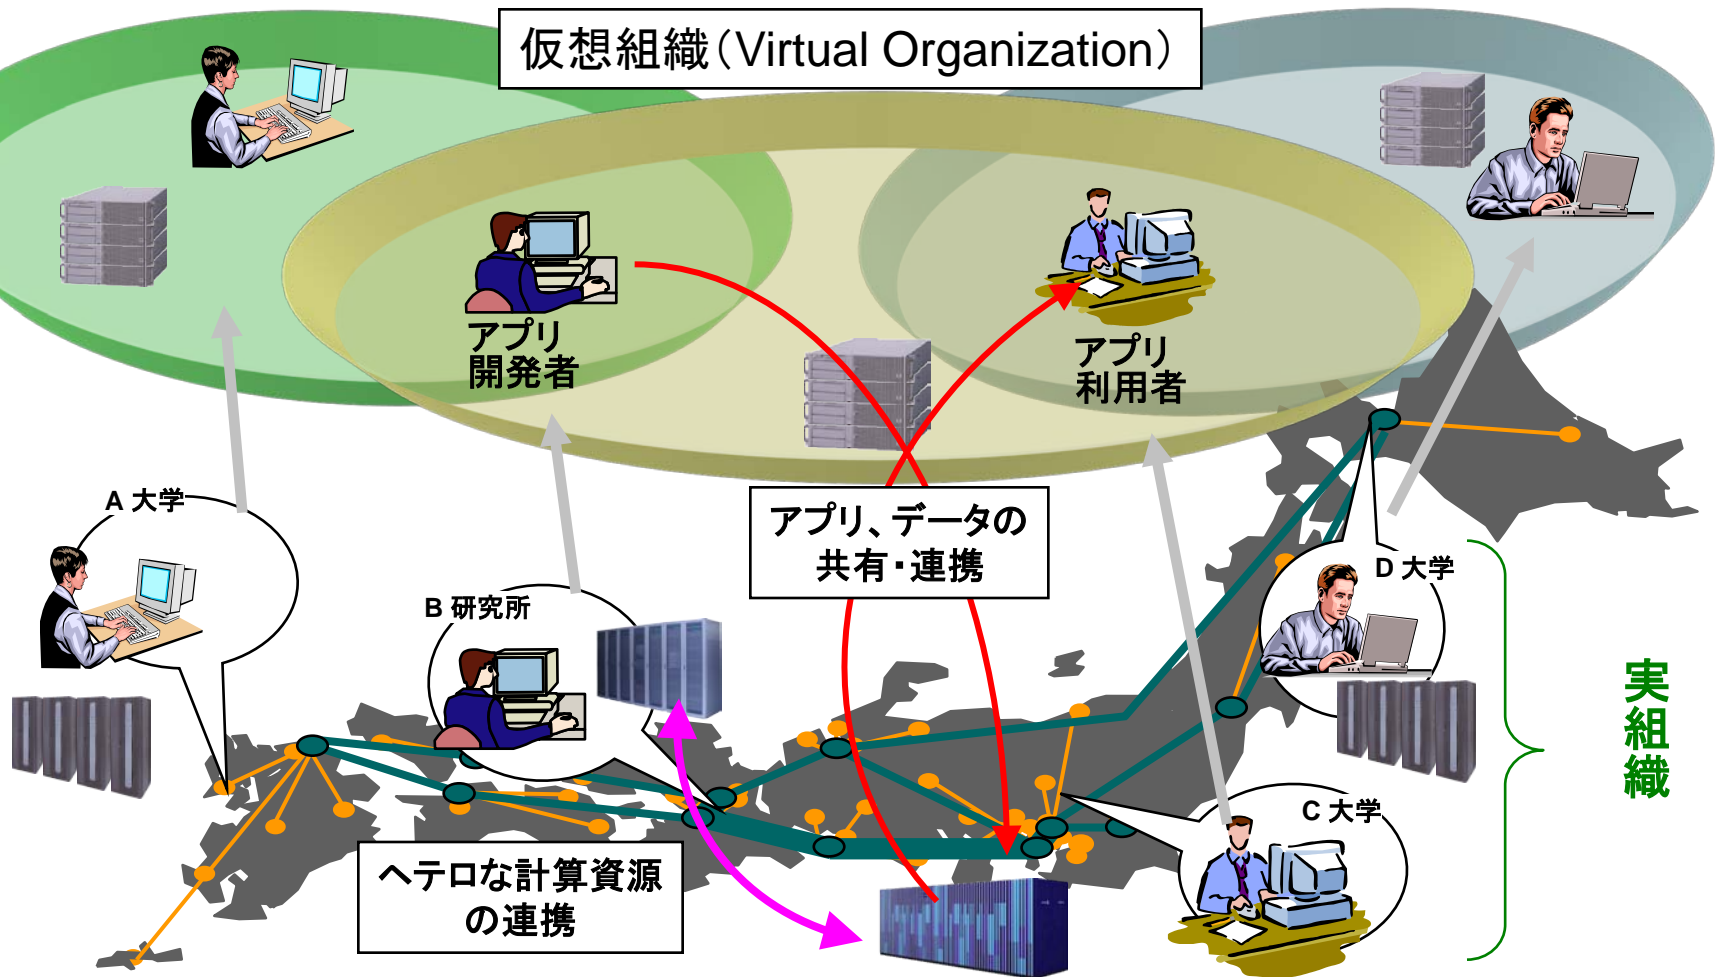 仮想組織（Virtual Organization）
アプリ
開発者
アプリ
利用者
A 大学
アプリ、データの
共有・連携
D 大学
B 研究所
実組織
C 大学
ヘテロな計算資源
の連携